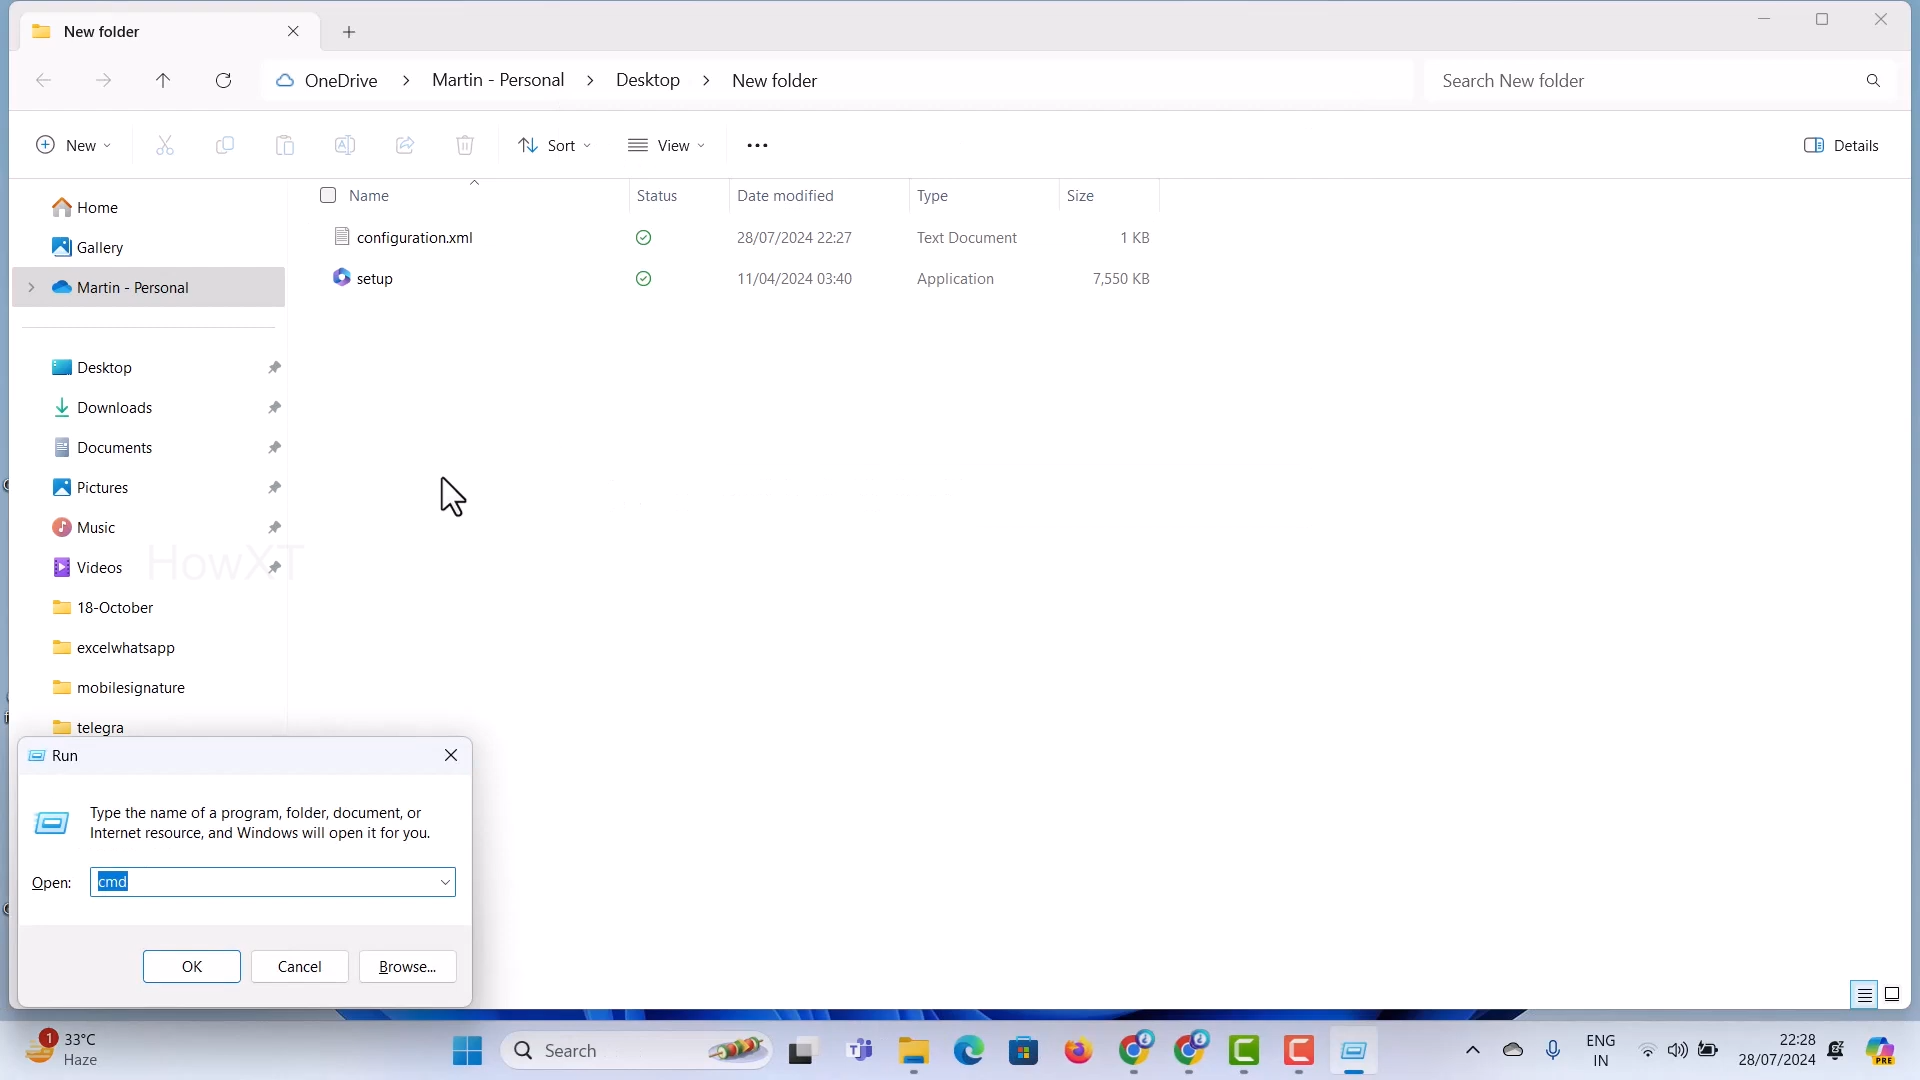 New folder
OneDrive
Martin - Personal
Desktop
New folder
Search New folder
New
Sort
View
Details
Name
Status
Date modified
Type
Size
configuration.xml
28/07/2024 22:27
Text Document
1 KB
setup
11/04/2024 03:40
Application
7,550 KB
Home
Gallery
Martin - Personal
Desktop
Downloads
Documents
Pictures
Music
Videos
HowXT
18-October
excelwhatsapp
mobilesignature
telegra
Run
Type the name of a program, folder, document, or
Internet resource, and Windows will open it for you.
Open:
cmd
OK
Cancel
Browse...
1
33°C
Haze
Search
ENG
IN
22:28
28/07/2024
PRE